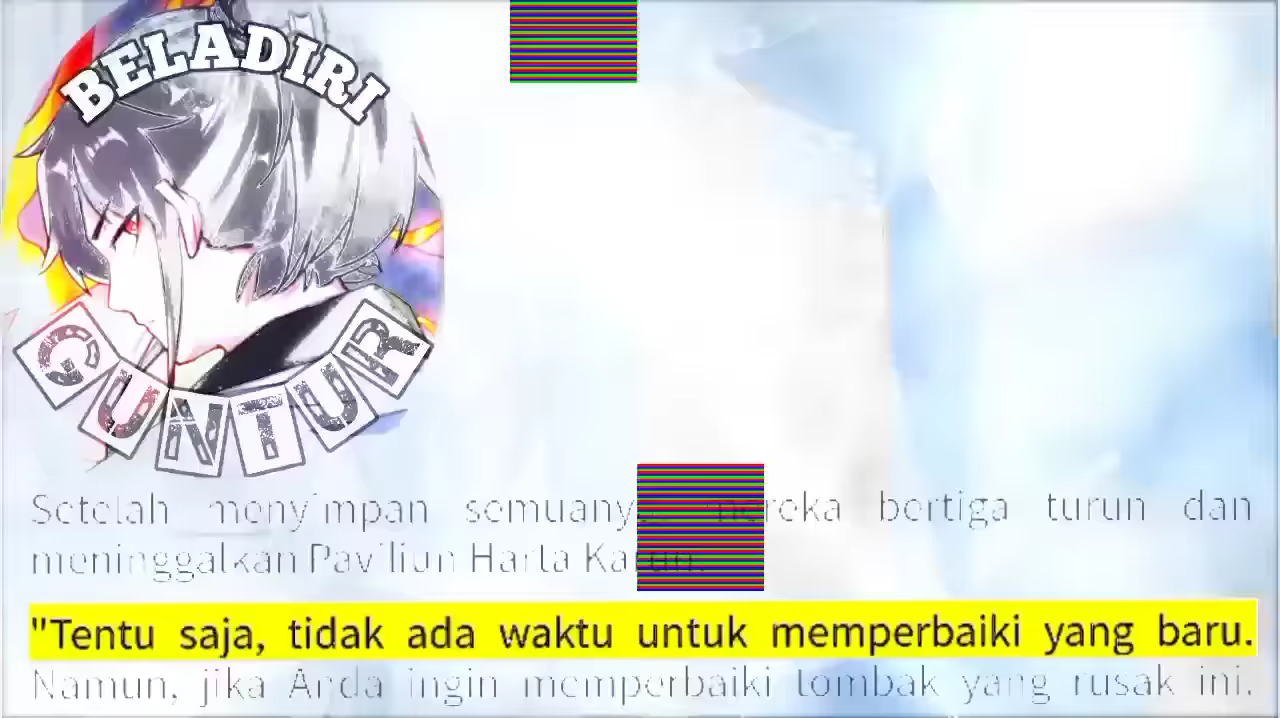 BELADIRI
GUNTUR
Setelah menyimpan semuanya, mereka bertiga turun dan
meninggalkan Paviliun Harta Karun.
"Tentu saja, tidak ada waktu untuk memperbaiki yang baru.
Namun, jika Anda ingin memperbaiki tombak yang rusak ini.